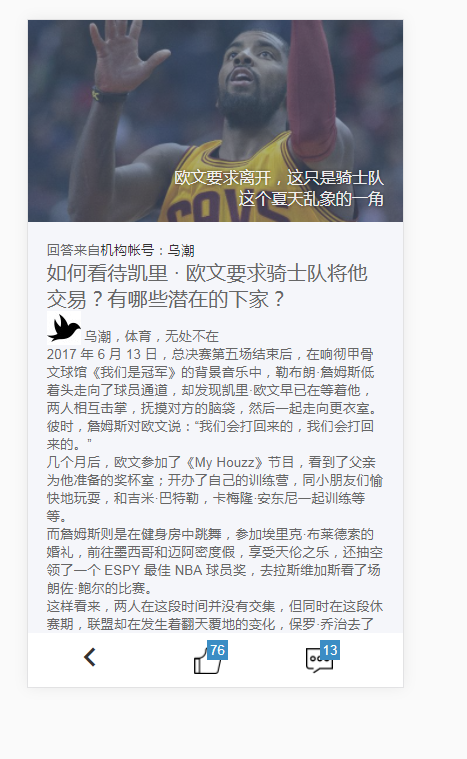 欧文要求离开，这只是骑士队
这个夏天乱象的一角
回答来自机构帐号：乌潮
如何看待凯里 · 欧文要求骑士队将他
交易？有哪些潜在的下家？
乌潮，体育，无处不在
2017 年 6 月 13 日，总决赛第五场结束后，在响彻甲骨
文球馆《我们是冠军》的背景音乐中，勒布朗·詹姆斯低
着头走向了球员通道，却发现凯里·欧文早已在等着他，
两人相互击掌，抚摸对方的脑袋，然后一起走向更衣室。
彼时，詹姆斯对欧文说：“我们会打回来的，我们会打回
来的。”
几个月后，欧文参加了《My Houzz》节目，看到了父亲
为他准备的奖杯室；开办了自己的训练营，同小朋友们愉
快地玩耍，和吉米·巴特勒，卡梅隆·安东尼一起训练等
等。
而詹姆斯则是在健身房中跳舞，参加埃里克·布莱德索的
婚礼，前往墨西哥和迈阿密度假，享受天伦之乐，还抽空
领了一个 ESPY 最佳 NBA 球员奖，去拉斯维加斯看了场
朗佐·鲍尔的比赛。
这样看来，两人在这段时间并没有交集，但同时在这段休
赛期，联盟却在发生着翻天覆地的变化，保罗·乔治去了
76
13